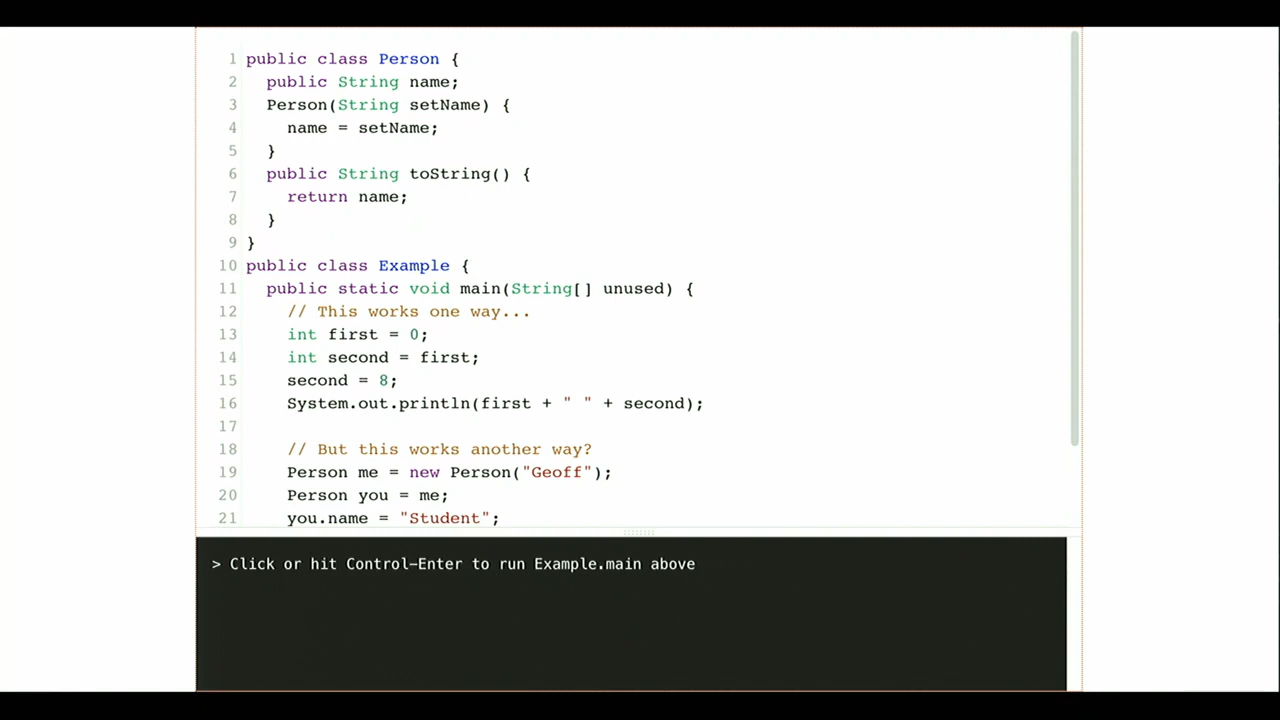 1 public class Person {
2 public String name;
3 Person(String setName) {
4 name = setName;
5 }
6 public String toString() {
7 return name;
8 }
9 }
10 public class Example {
11 public static void main(String[] unused) {
12 // This works one way...
13 int first = 0;
14 int second = first;
15 second = 8;
16 System.out.println(first + " " + second);
17
18 // But this works another way?
19 Person me = new Person("Geoff");
20 Person you = me;
21 you.name = "Student";
> Click or hit Control-Enter to run Example.main above